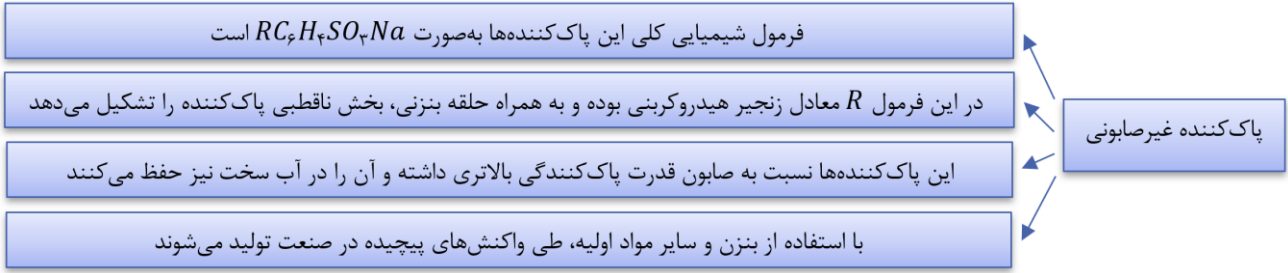 فرمول شیمیایی کلی این پاک‌کننده‌ها به‌صورت RC۶H۴SO۳Na است
در این فرمول R معادل زنجیر هیدروکربنی بوده و به همراه حلقه بنزنی، بخش ناقطبی پاک‌کننده را تشکیل می‌دهد
پاک‌کننده غیرصابونی
این پاک‌کننده‌ها نسبت به صابون قدرت پاک‌کنندگی بالاتری داشته و آن را در آب سخت نیز حفظ می‌کنند
با استفاده از بنزن و سایر مواد اولیه، طی واکنش‌های پیچیده در صنعت تولید می‌شوند